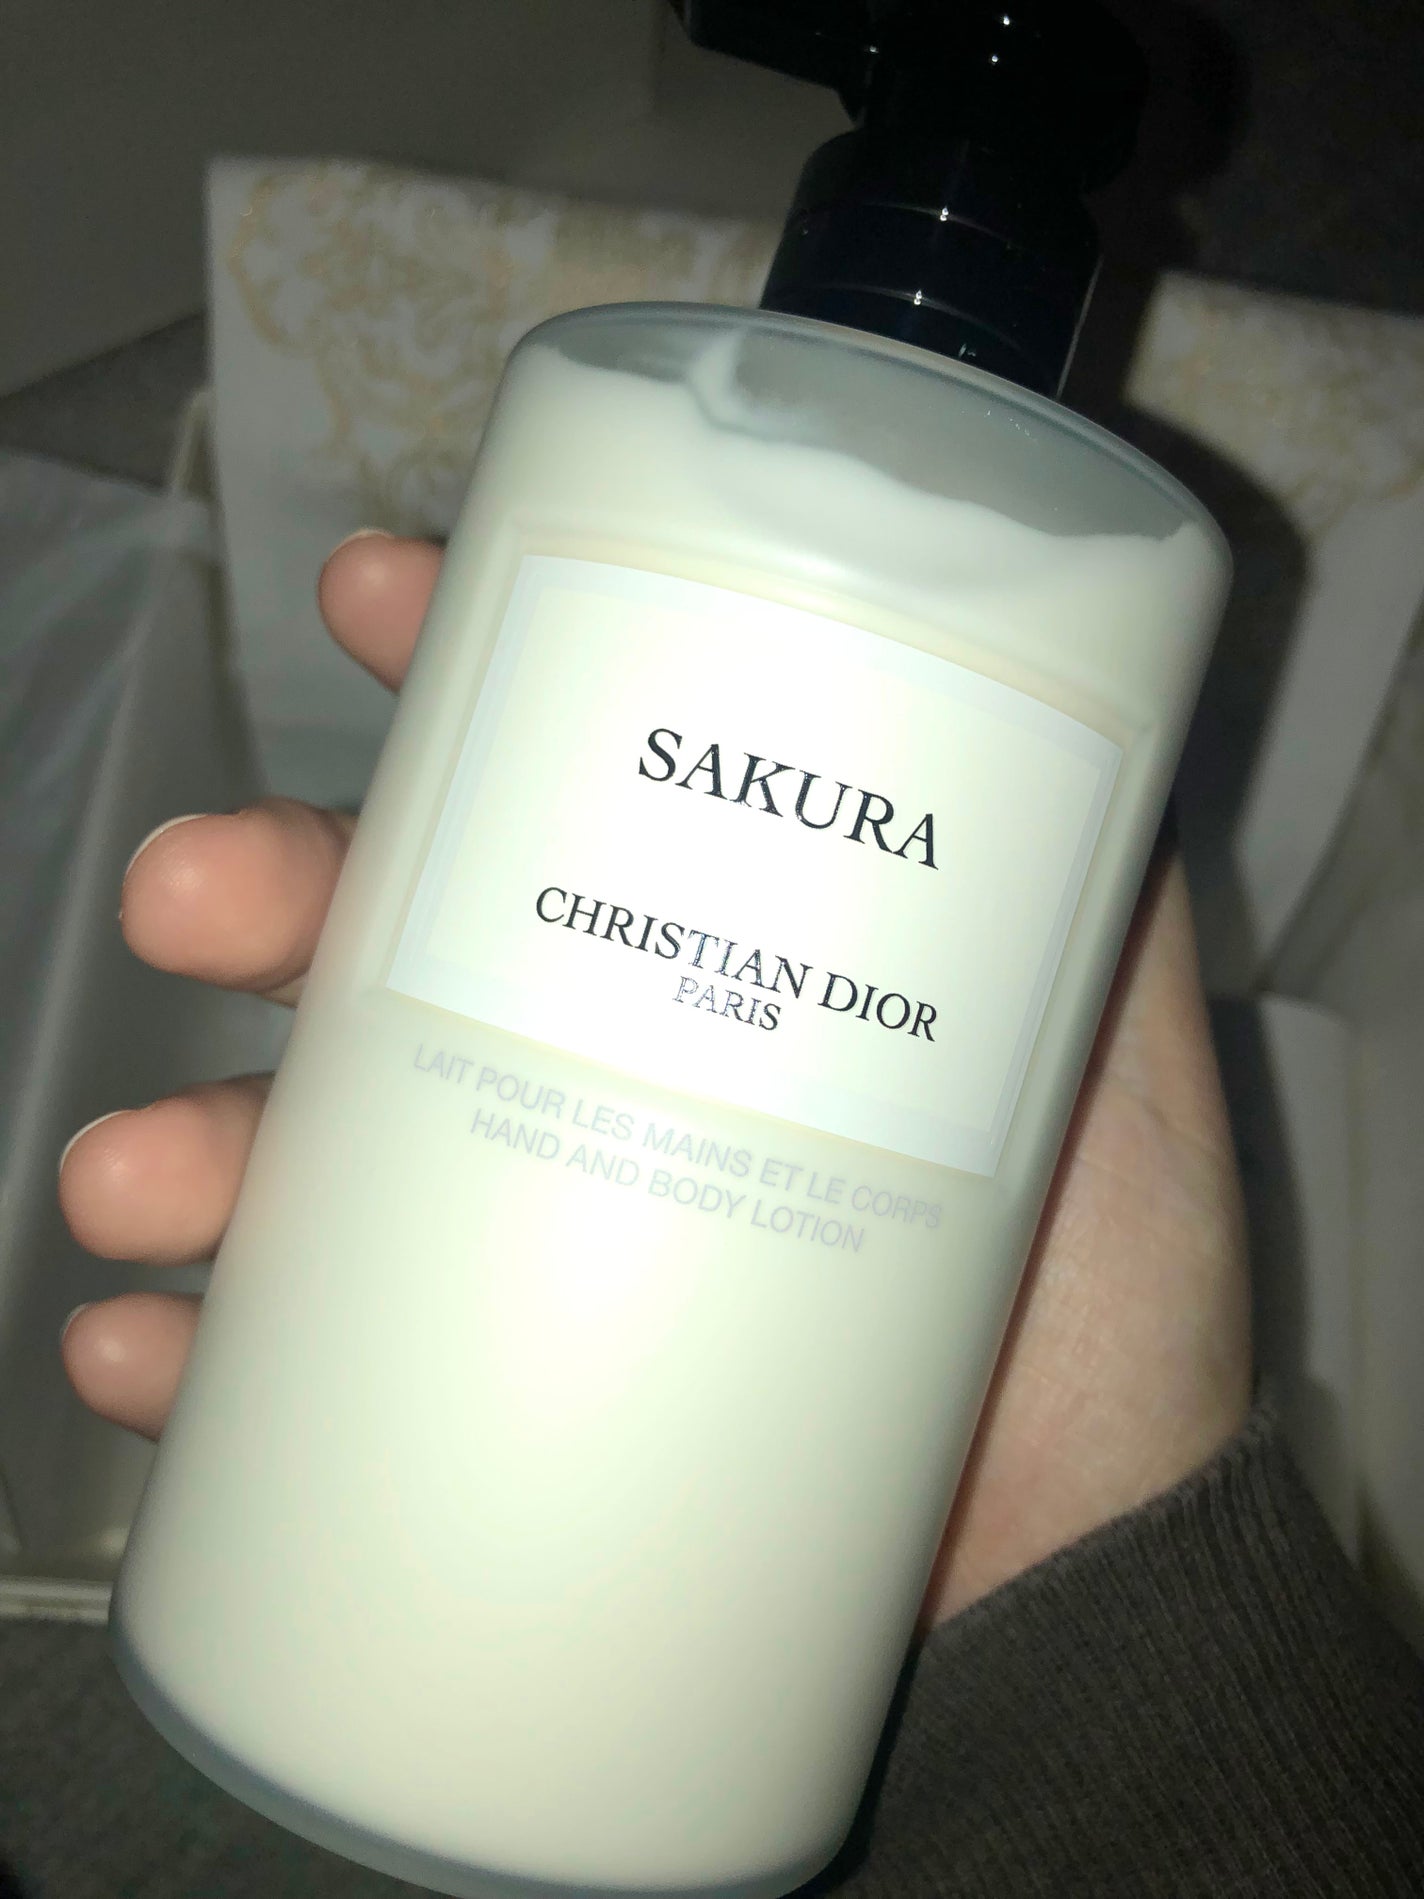 SAKURA
CHRISTIAN DIOR
PARIS
LAIT POUR LES MAINS ET LE CORPS
HAND AND BODY LOTION